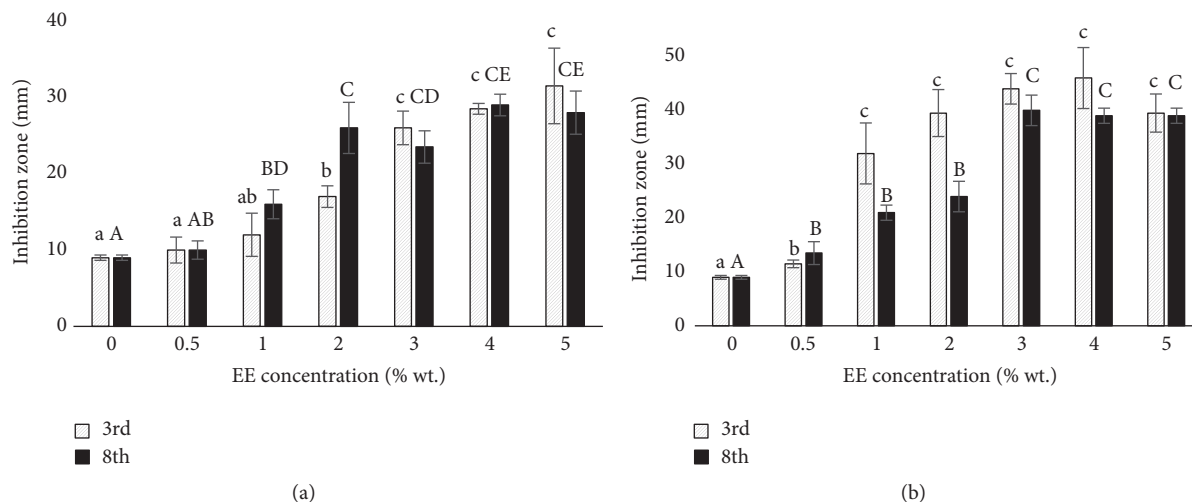 40
30
20
10
0
Inhibition zone (mm)
a A
a AB
ab
BD
b
C
c CD
c CE
c
CE
0 0.5 1 2 3 4 5
EE concentration (% wt.)
3rd
8th
(a)
50
40
30
20
10
0
Inhibition zone (mm)
a A
b
B
c
B
c
B
c
C
c
C
c C
0 0.5 1 2 3 4 5
EE concentration (% wt.)
3rd
8th
(b)